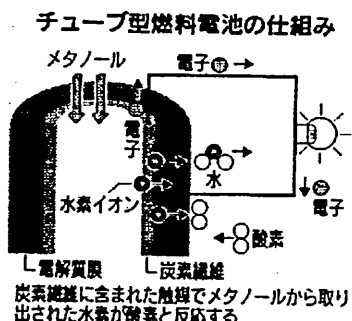 チューブ型燃料電池の仕組み
メタノール
電子→
電子
水
水素イオン
電子
酸素
電解質膜
炭素繊維
炭素繊維に含まれた触媒でメタノールから取り
出された水素が酸素と反応する